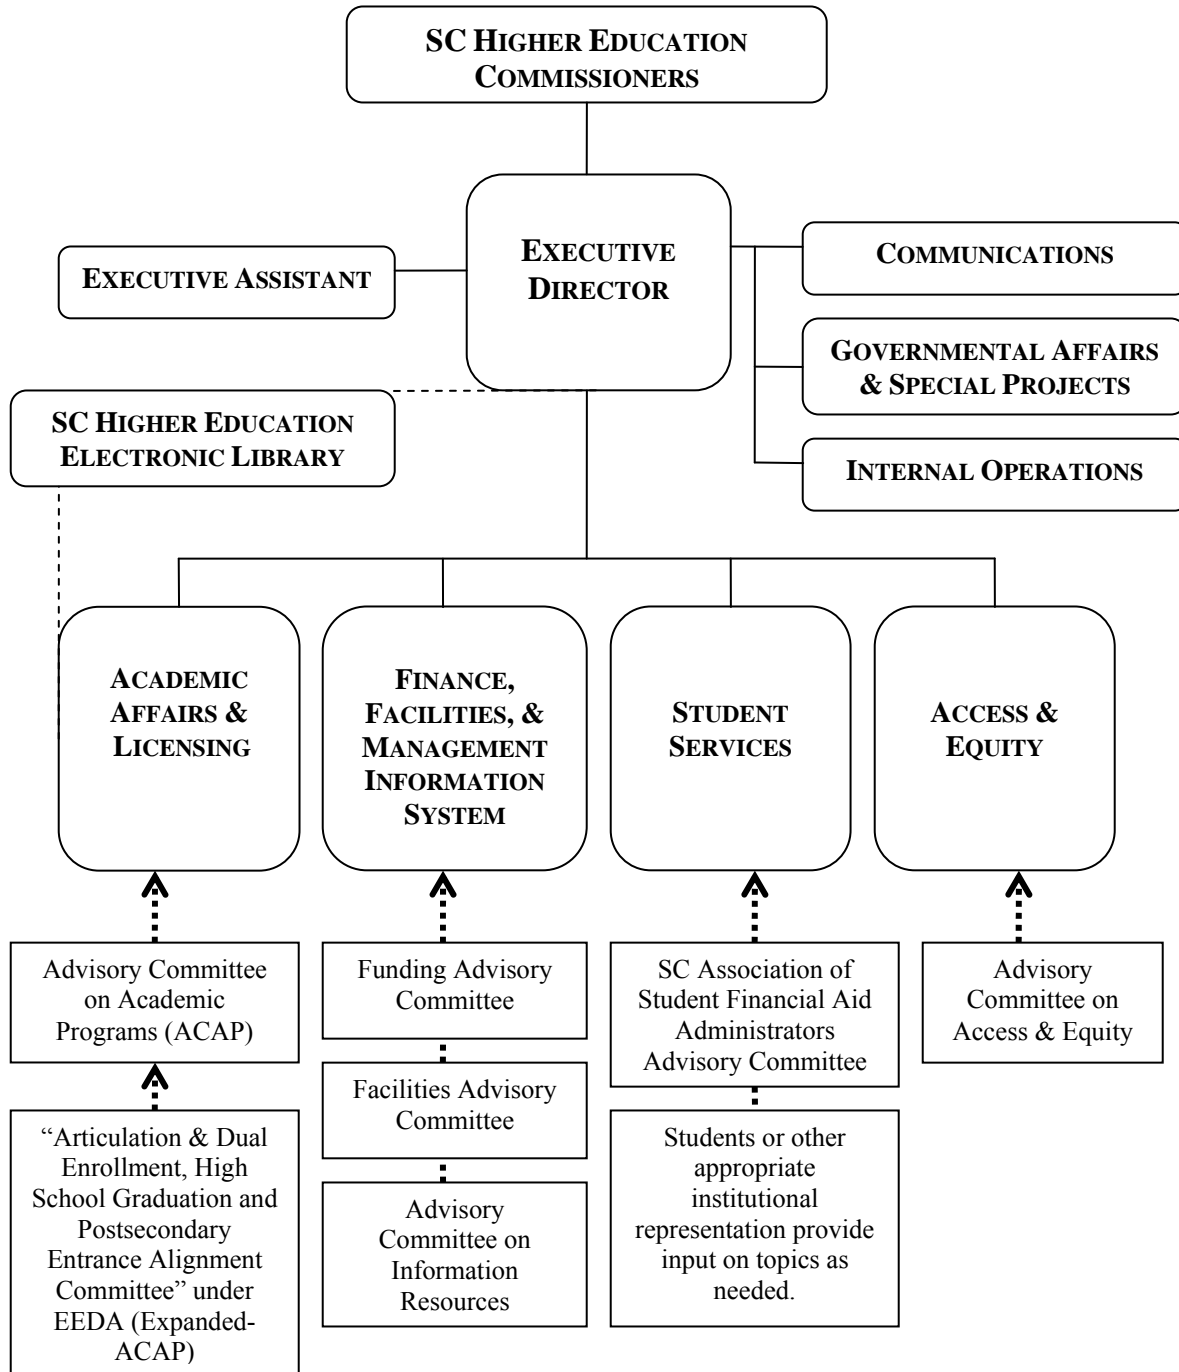 SC HIGHER EDUCATION
COMMISSIONERS
EXECUTIVE
DIRECTOR
EXECUTIVE ASSISTANT
COMMUNICATIONS
GOVERNMENTAL AFFAIRS
& SPECIAL PROJECTS
INTERNAL OPERATIONS
SC HIGHER EDUCATION
ELECTRONIC LIBRARY
ACADEMIC
AFFAIRS &
LICENSING
FINANCE,
FACILITIES, &
MANAGEMENT
INFORMATION
SYSTEM
STUDENT
SERVICES
ACCESS &
EQUITY
Advisory Committee
on Academic
Programs (ACAP)
“Articulation & Dual
Enrollment, High
School Graduation and
Postsecondary
Entrance Alignment
Committee” under
EEDA (Expanded-
ACAP)
Funding Advisory
Committee
Facilities Advisory
Committee
Advisory
Committee on
Information
Resources
SC Association of
Student Financial Aid
Administrators
Advisory Committee
Students or other
appropriate
institutional
representation provide
input on topics as
needed.
Advisory
Committee on
Access & Equity